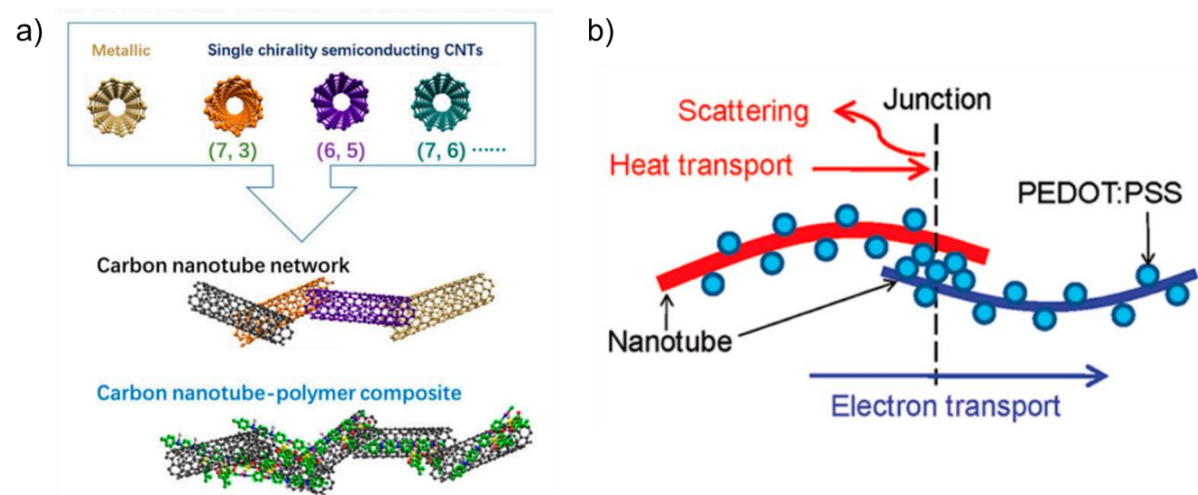 a)
Metallic
Single chirality semiconducting CNTs
(7, 3)
(6, 5)
(7, 6) ······
Carbon nanotube network
Carbon nanotube-polymer composite
b)
Junction
Scattering
Heat transport
PEDOT:PSS
Nanotube
Electron transport